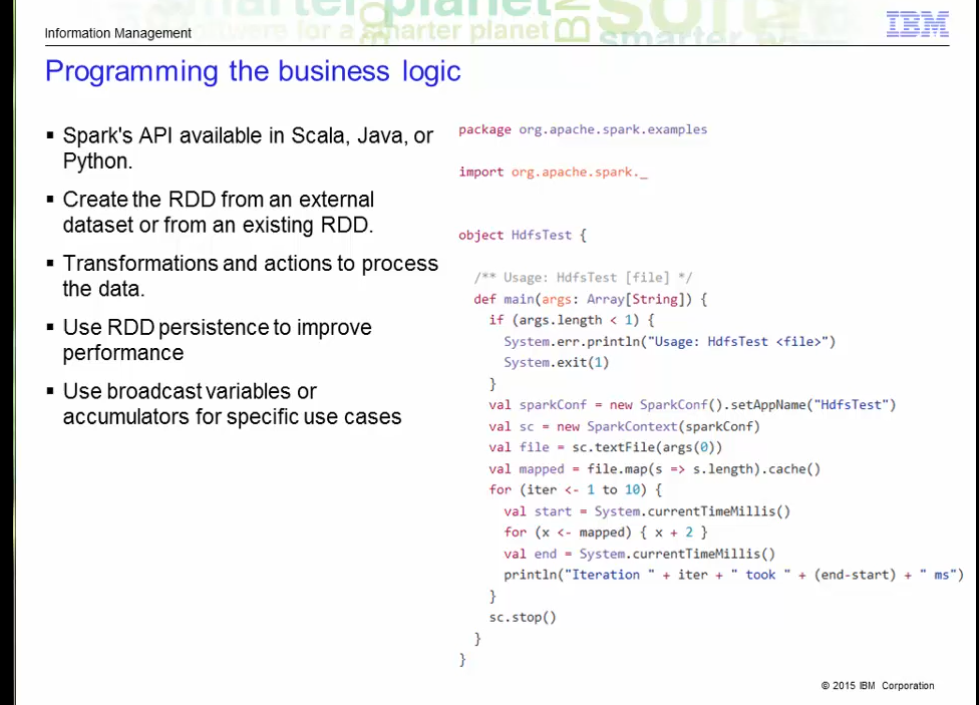 smarter planet
software for a smarter planet
IBM
Information Management
Programming the business logic
▪ Spark's API available in Scala, Java, or
Python.
▪ Create the RDD from an external
dataset or from an existing RDD.
▪ Transformations and actions to process
the data.
▪ Use RDD persistence to improve
performance
▪ Use broadcast variables or
accumulators for specific use cases
package org.apache.spark.examples
import org.apache.spark._
object HdfsTest {
/** Usage: HdfsTest [file] */
def main(args: Array[String]) {
if (args.length < 1) {
System.err.println("Usage: HdfsTest <file>")
System.exit(1)
}
val sparkConf = new SparkConf().setAppName("HdfsTest")
val sc = new SparkContext(sparkConf)
val file = sc.textFile(args(0))
val mapped = file.map(s => s.length).cache()
for (iter <- 1 to 10) {
val start = System.currentTimeMillis()
for (x <- mapped) { x + 2 }
val end = System.currentTimeMillis()
println("Iteration " + iter + " took " + (end-start) + " ms")
}
sc.stop()
}
}
© 2015 IBM Corporation